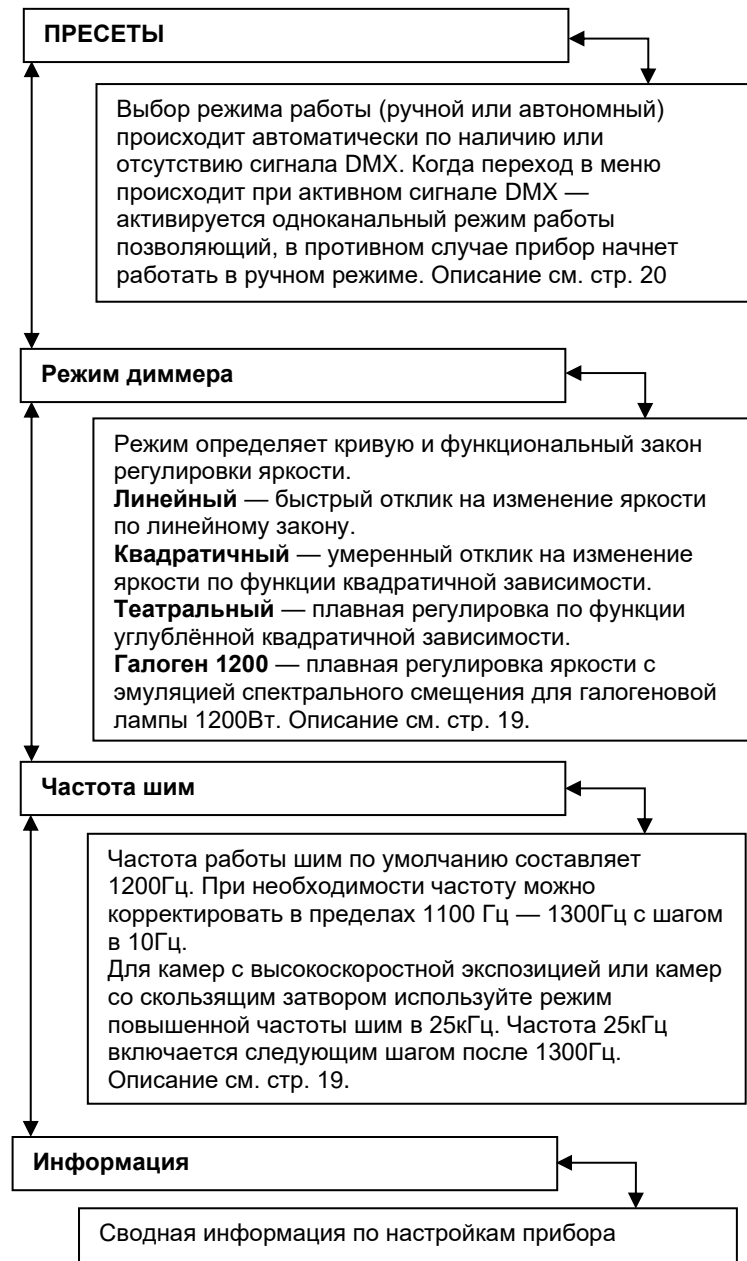 ПРЕСЕТЫ
Выбор режима работы (ручной или автономный)
происходит автоматически по наличию или
отсутствию сигнала DMX. Когда переход в меню
происходит при активном сигнале DMX —
активируется одноканальный режим работы
позволяющий, в противном случае прибор начнет
работать в ручном режиме. Описание см. стр. 20
Режим диммера
Режим определяет кривую и функциональный закон
регулировки яркости.
Линейный — быстрый отклик на изменение яркости
по линейному закону.
Квадратичный — умеренный отклик на изменение
яркости по функции квадратичной зависимости.
Театральный — плавная регулировка по функции
углублённой квадратичной зависимости.
Галоген 1200 — плавная регулировка яркости с
эмуляцией спектрального смещения для галогеновой
лампы 1200Вт. Описание см. стр. 19.
Частота шим
Частота работы шим по умолчанию составляет
1200Гц. При необходимости частоту можно
корректировать в пределах 1100 Гц — 1300Гц с шагом
в 10Гц.
Для камер с высокоскоростной экспозицией или камер
со скользящим затвором используйте режим
повышенной частоты шим в 25кГц. Частота 25кГц
включается следующим шагом после 1300Гц.
Описание см. стр. 19.
Информация
Сводная информация по настройкам прибора